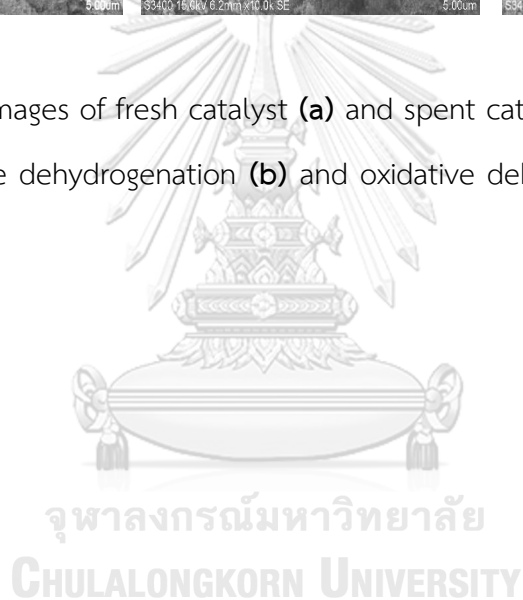 5.00um S3400 15.0kV 6.2mm x10.0k SE 5.00um S34
mages of fresh catalyst (a) and spent cat
e dehydrogenation (b) and oxidative deh
จุฬาลงกรณ์มหาวิทยาลัย
CHULALONGKORN UNIVERSITY